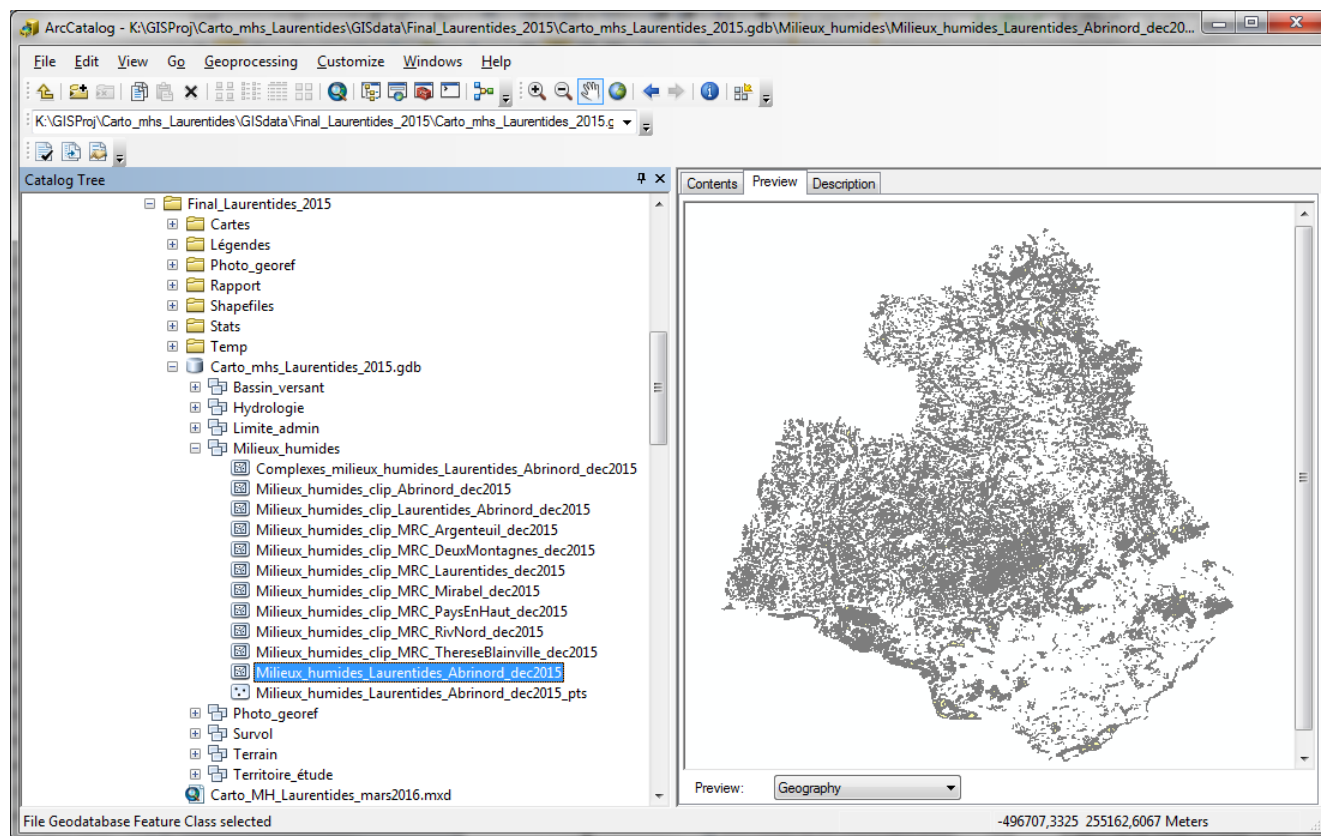 ArcCatalog - K:\GISProj\Carto_mhs_Laurentides\GISdata\Final_Laurentides_2015\Carto_mhs_Laurentides_2015.gdb\Milieux_humides\Milieux_humides_Laurentides_Abrinord_dec20...
File Edit View Go Geoprocessing Customize Windows Help
K:\GISProj\Carto_mhs_Laurentides\GISdata\Final_Laurentides_2015\Carto_mhs_Laurentides_2015.g
Catalog Tree
Final_Laurentides_2015
Cartes
Légendes
Photo_georef
Rapport
Shapefiles
Stats
Temp
Carto_mhs_Laurentides_2015.gdb
Bassin_versant
Hydrologie
Limite_admin
Milieux_humides
Complexes_milieux_humides_Laurentides_Abrinord_dec2015
Milieux_humides_clip_Abrinord_dec2015
Milieux_humides_clip_Laurentides_Abrinord_dec2015
Milieux_humides_clip_MRC_Argenteuil_dec2015
Milieux_humides_clip_MRC_DeuxMontagnes_dec2015
Milieux_humides_clip_MRC_Laurentides_dec2015
Milieux_humides_clip_MRC_Mirabel_dec2015
Milieux_humides_clip_MRC_PaysEnHaut_dec2015
Milieux_humides_clip_MRC_RivNord_dec2015
Milieux_humides_clip_MRC_ThereseBlainville_dec2015
Milieux_humides_Laurentides_Abrinord_dec2015
Milieux_humides_Laurentides_Abrinord_dec2015_pts
Photo_georef
Survol
Terrain
Territoire_étude
Carto_MH_Laurentides_mars2016.mxd
Contents Preview Description
Preview: Geography
File Geodatabase Feature Class selected
-496707,3325 255162,6067 Meters